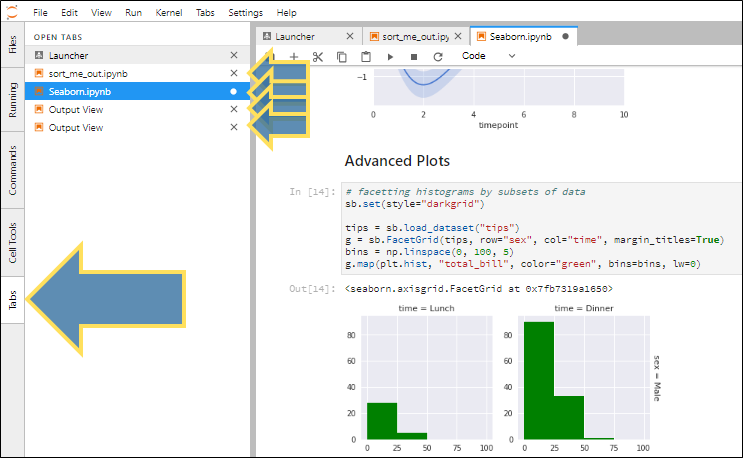 File Edit View Run Kernel Tabs Settings Help
Files
Running
Commands
Cell Tools
Tabs
OPEN TABS
Launcher
sort_me_out.ipynb
Seaborn.ipynb
Output View
Output View
Launcher
sort_me_out.ipy
Seaborn.ipynb
Code
−1
0 2 4 6 8 10
timepoint
Advanced Plots
In [14]:
# facetting histograms by subsets of data
sb.set(style="darkgrid")
tips = sb.load_dataset("tips")
g = sb.FacetGrid(tips, row="sex", col="time", margin_titles=True)
bins = np.linspace(0, 100, 5)
g.map(plt.hist, "total_bill", color="green", bins=bins, lw=0)
Out[14]: <seaborn.axisgrid.FacetGrid at 0x7fb7319a1650>
time = Lunch
time = Dinner
80
60
40
20
0
0 25 50 75 100
80
60
40
20
0
0 25 50 75 100
sex = Male